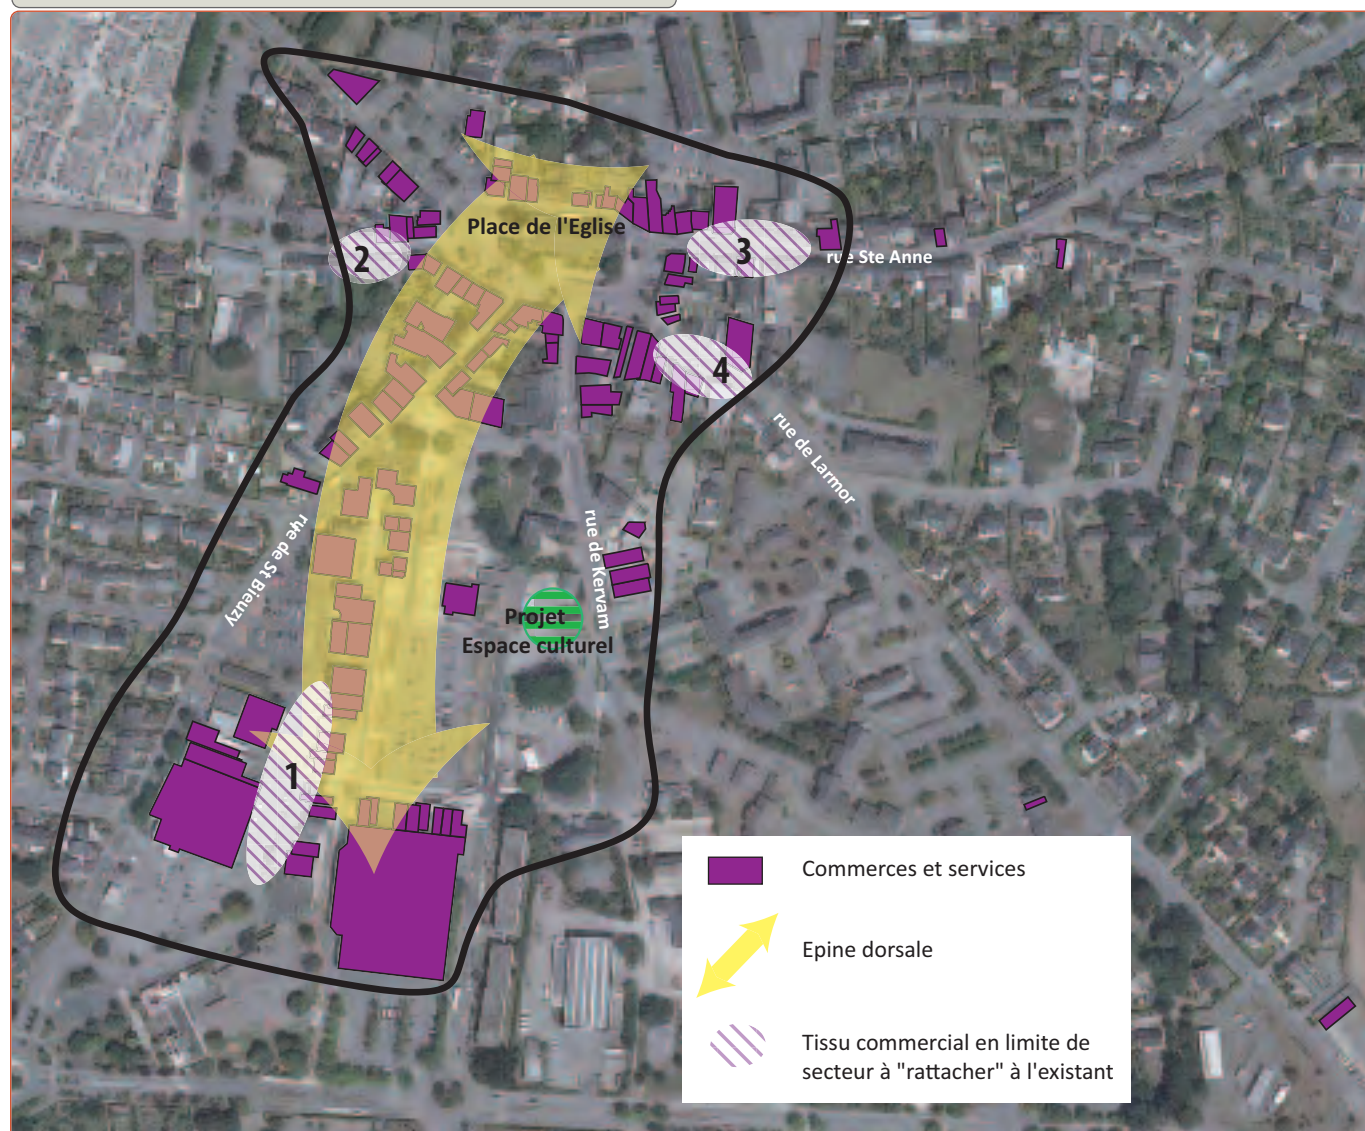 Place de l'Eglise
2
3
rue Ste Anne
4
rue de Larmor
rue de St Bieuzy
rue de Kervam
Projet
Espace culturel
1
Commerces et services
Epine dorsale
Tissu commercial en limite de
secteur à "rattacher" à l'existant